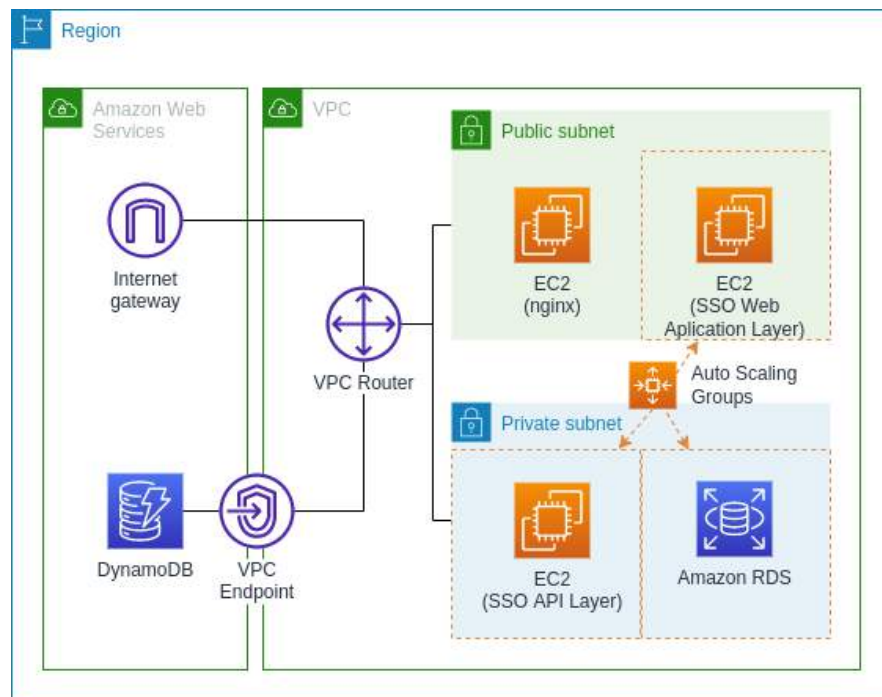 Region
Amazon Web
Services
VPC
Public subnet
Internet
gateway
EC2
(nginx)
EC2
(SSO Web
Aplication Layer)
VPC Router
Auto Scaling
Groups
Private subnet
DynamoDB
VPC
Endpoint
EC2
(SSO API Layer)
Amazon RDS